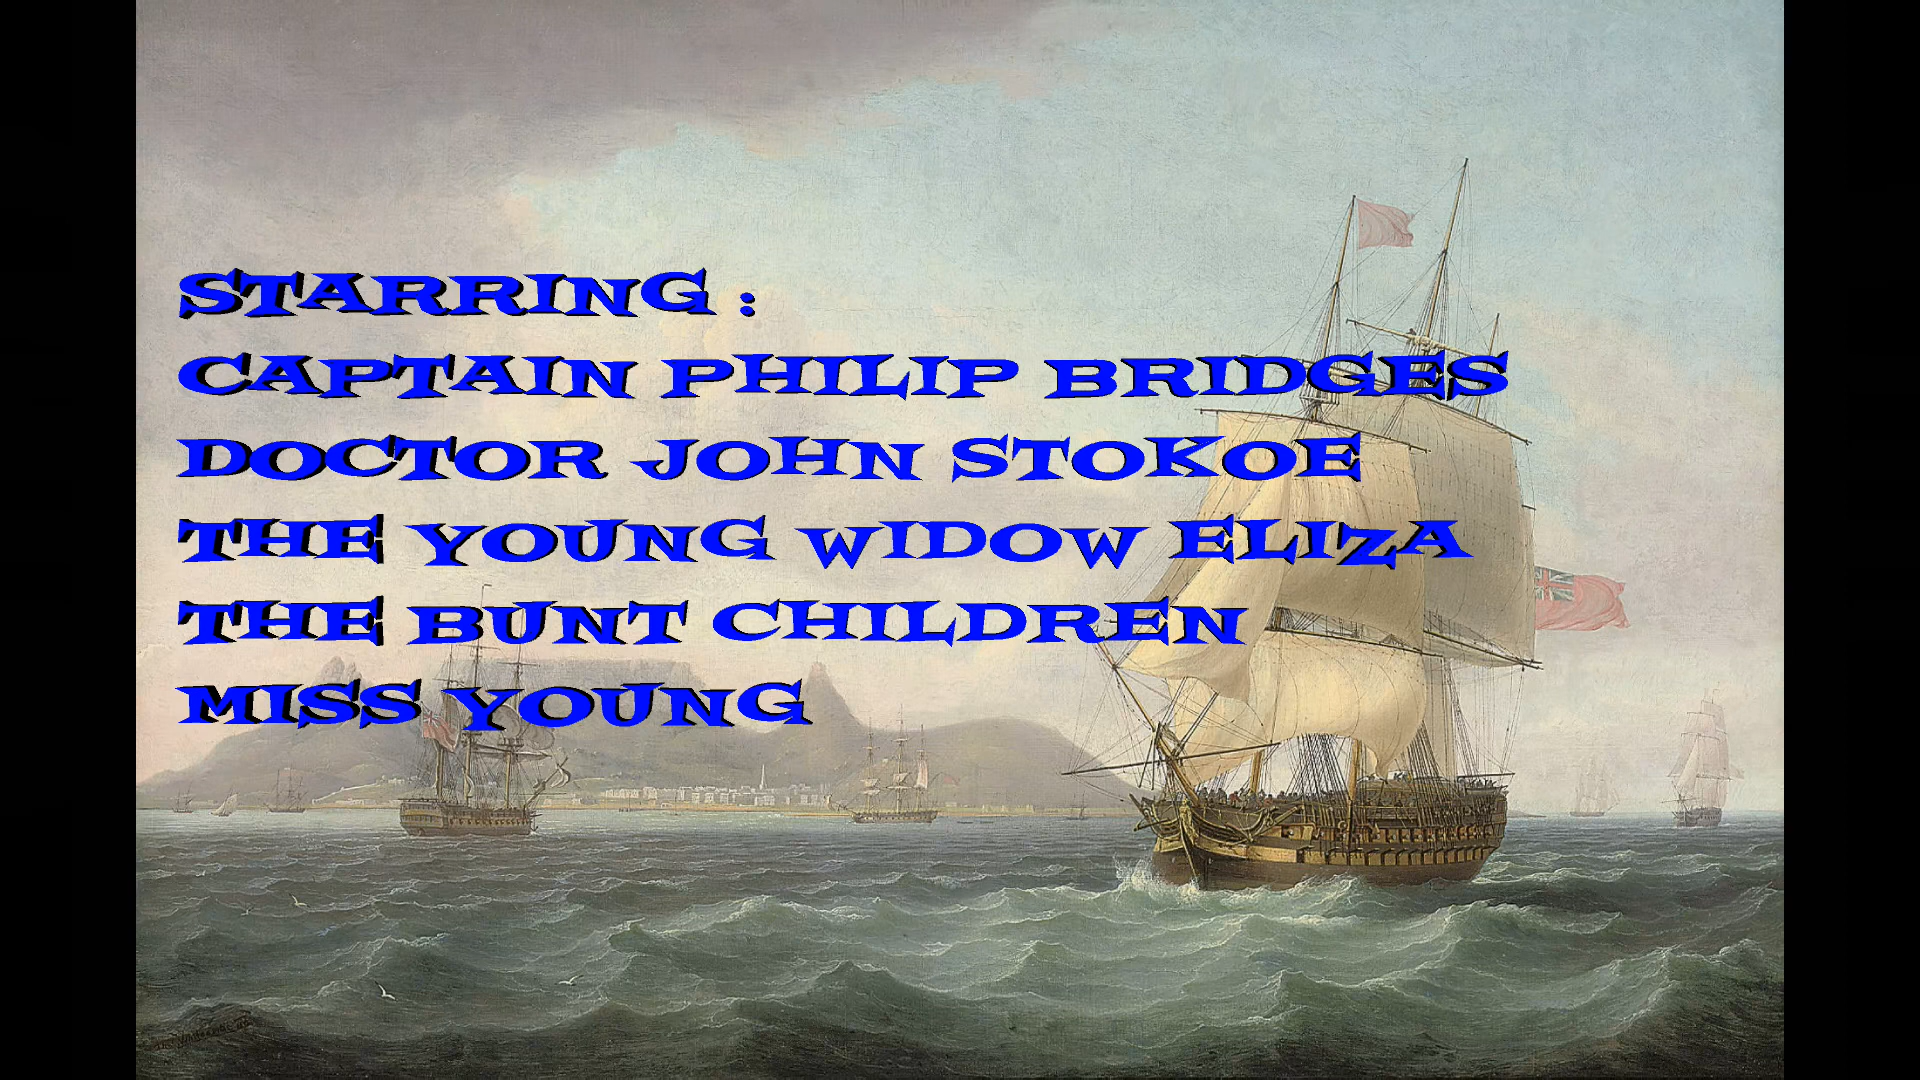 STARRING :
CAPTAIN PHILIP BRIDGES
DOCTOR JOHN STOKOE
THE YOUNG WIDOW ELIZA
THE BUNT CHILDREN
MISS YOUNG